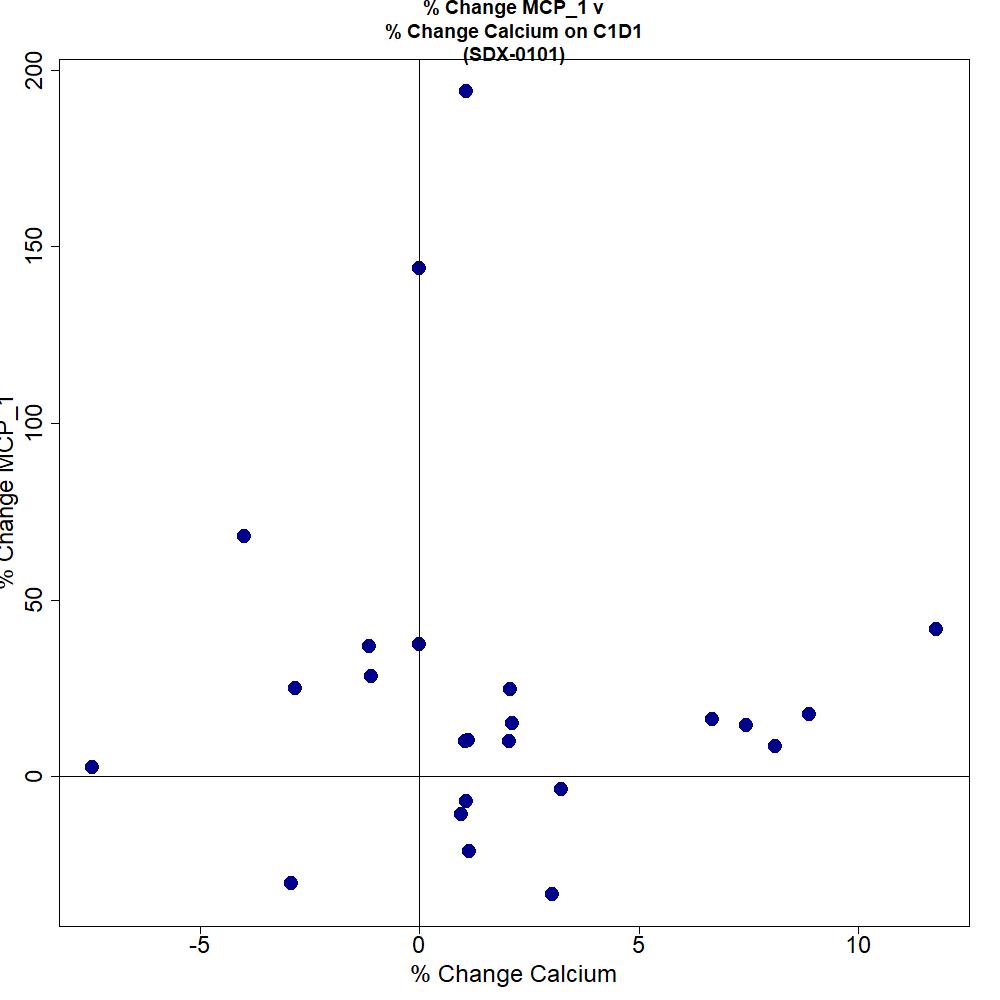 % Change MCP_1 v
% Change Calcium on C1D1
(SDX-0101)
200
150
100
50
0
% Change MCP_1
-5
0
5
10
% Change Calcium